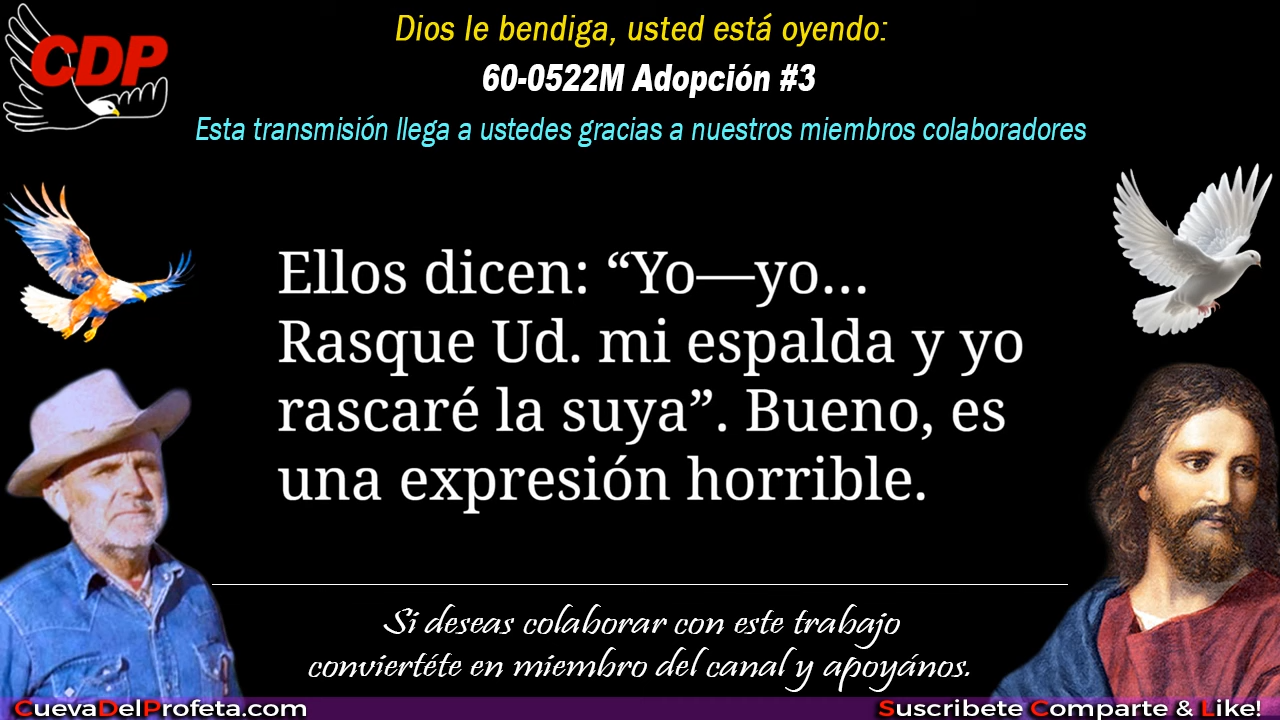 CDP
Dios le bendiga, usted está oyendo:
60-0522M Adopción #3
Esta transmisión llega a ustedes gracias a nuestros miembros colaboradores
Ellos dicen: “Yo—yo...
Rasque Ud. mi espalda y yo
rascaré la suya”. Bueno, es
una expresión horrible.
Si deseas colaborar con este trabajo
conviertéte en miembro del canal y apoyános.
CuevaDelProfeta.com
Suscribete Comparte & Like!